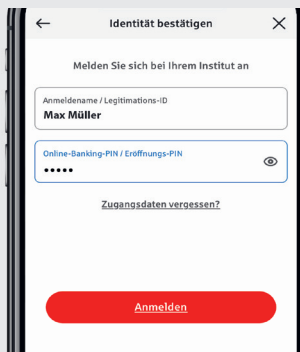 Identität bestätigen
Melden Sie sich bei Ihrem Institut an
Anmeldename / Legitimations-ID
Max Müller
Online-Banking-PIN / Eröffnungs-PIN
•••••
Zugangsdaten vergessen?
Anmelden